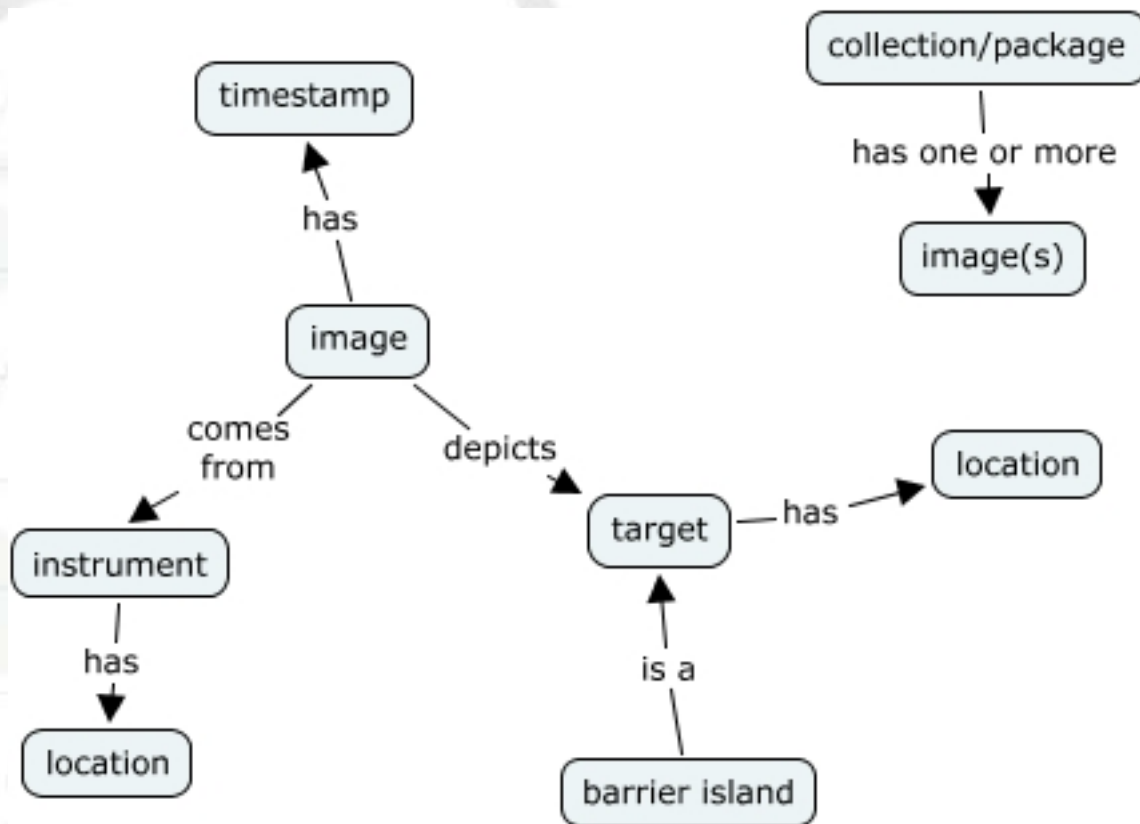 collection/package
timestamp
has one or more
has
image(s)
image
comes
from
depicts
location
has
target
instrument
has
is a
location
barrier island